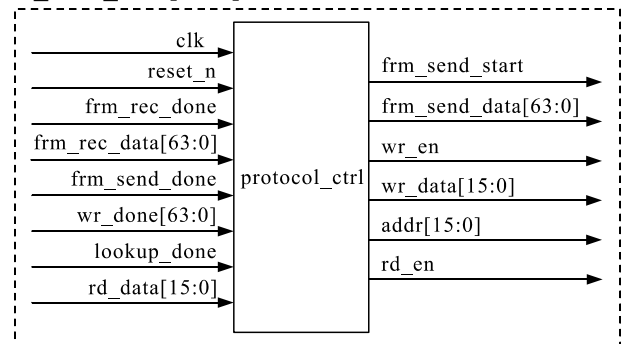 clk
reset_n
frm_rec_done
frm_rec_data[63:0]
frm_send_done
wr_done[63:0]
lookup_done
rd_data[15:0]
protocol_ctrl
frm_send_start
frm_send_data[63:0]
wr_en
wr_data[15:0]
addr[15:0]
rd_en